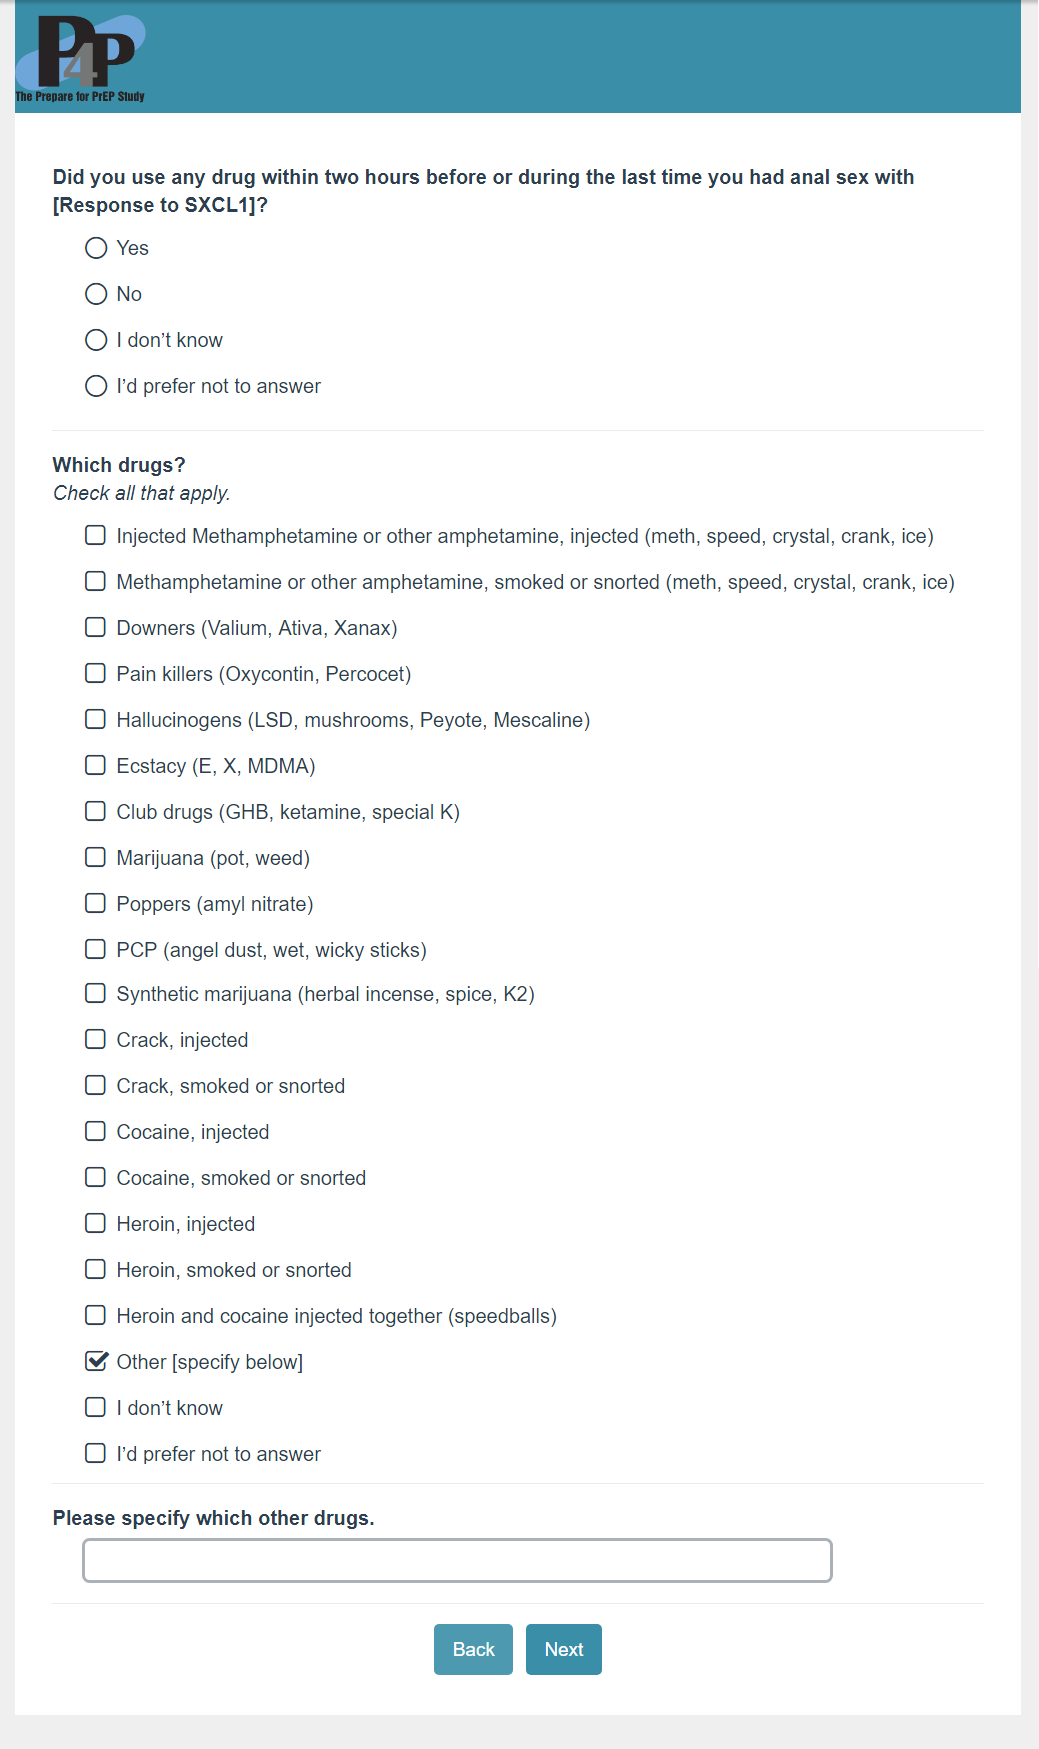 P4P
The Prepare for PrEP Study
Did you use any drug within two hours before or during the last time you had anal sex with
[Response to SXCL1]?
Yes
No
I don’t know
I’d prefer not to answer
Which drugs?
Check all that apply.
Injected Methamphetamine or other amphetamine, injected (meth, speed, crystal, crank, ice)
Methamphetamine or other amphetamine, smoked or snorted (meth, speed, crystal, crank, ice)
Downers (Valium, Ativa, Xanax)
Pain killers (Oxycontin, Percocet)
Hallucinogens (LSD, mushrooms, Peyote, Mescaline)
Ecstacy (E, X, MDMA)
Club drugs (GHB, ketamine, special K)
Marijuana (pot, weed)
Poppers (amyl nitrate)
PCP (angel dust, wet, wicky sticks)
Synthetic marijuana (herbal incense, spice, K2)
Crack, injected
Crack, smoked or snorted
Cocaine, injected
Cocaine, smoked or snorted
Heroin, injected
Heroin, smoked or snorted
Heroin and cocaine injected together (speedballs)
Other [specify below]
I don’t know
I’d prefer not to answer
Please specify which other drugs.
Back Next